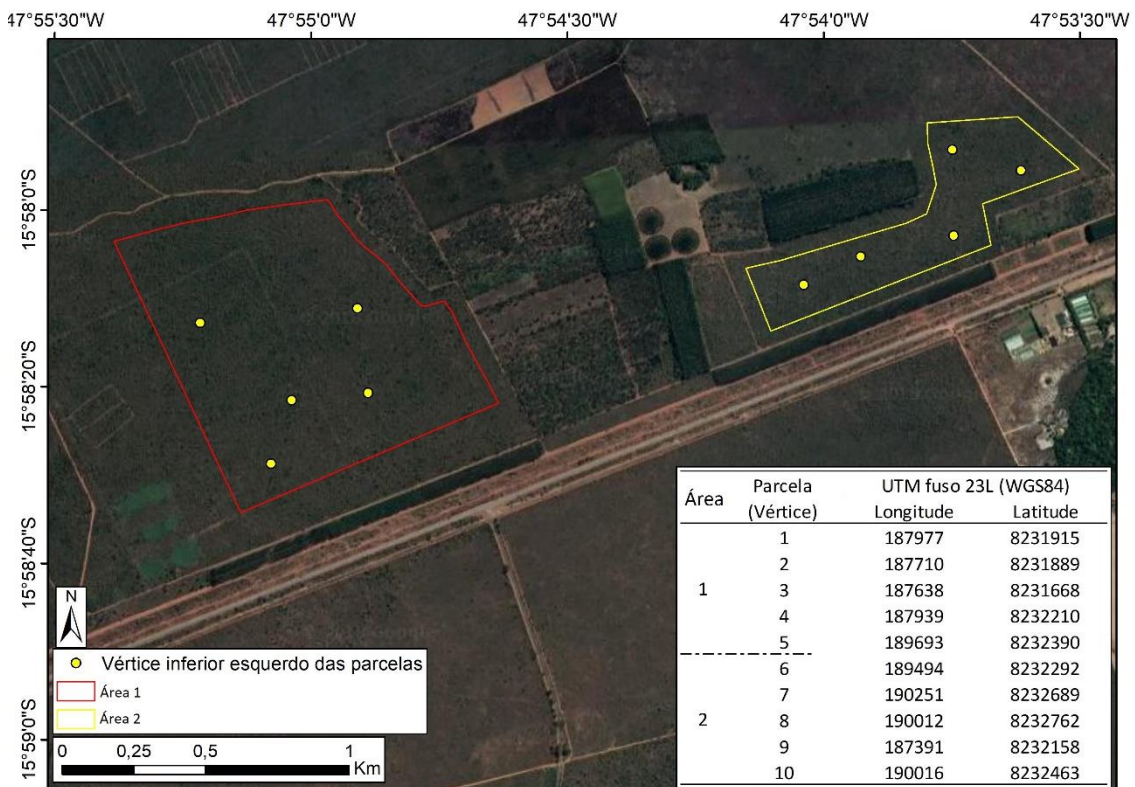 47°55'30"W 47°55'0"W 47°54'30"W 47°54'0"W 47°53'30"W
15°58'0"S
15°58'20"S
15°58'40"S
15°59'0"S
N
Vértice inferior esquerdo das parcelas
Área 1
Área 2
0 0,25 0,5 1
Km
Área Parcela UTM fuso 23L (WGS84)
(Vértice) Longitude Latitude
1 187977 8231915
2 187710 8231889
1 3 187638 8231668
4 187939 8232210
5 189693 8232390
6 189494 8232292
7 190251 8232689
2 8 190012 8232762
9 187391 8232158
10 190016 8232463